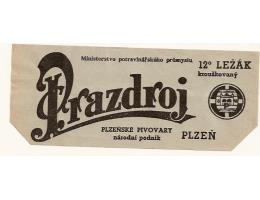 Ministerstvo potravinářského průmyslu
Prazdroj
PLZEŇSKÉ PIVOVARY
národní podnik
12° LEŽÁK
kroužkovaný
PLZEŇ